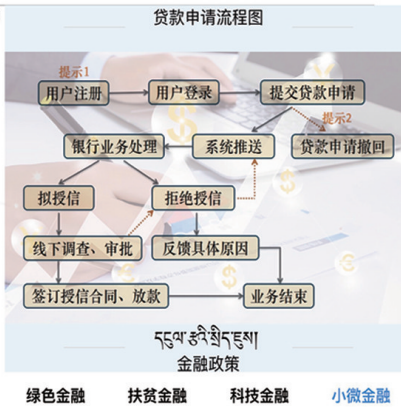 贷款申请流程图
提示1
用户注册 用户登录 提交贷款申请
提示2
银行业务处理 系统推送 贷款申请撤回
拟授信 拒绝授信
线下调查、审批 反馈具体原因
签订授信合同、放款 业务结束
དངུལ་རྩའི་སྲིད་ཇུས།
金融政策
绿色金融 扶贫金融 科技金融 小微金融